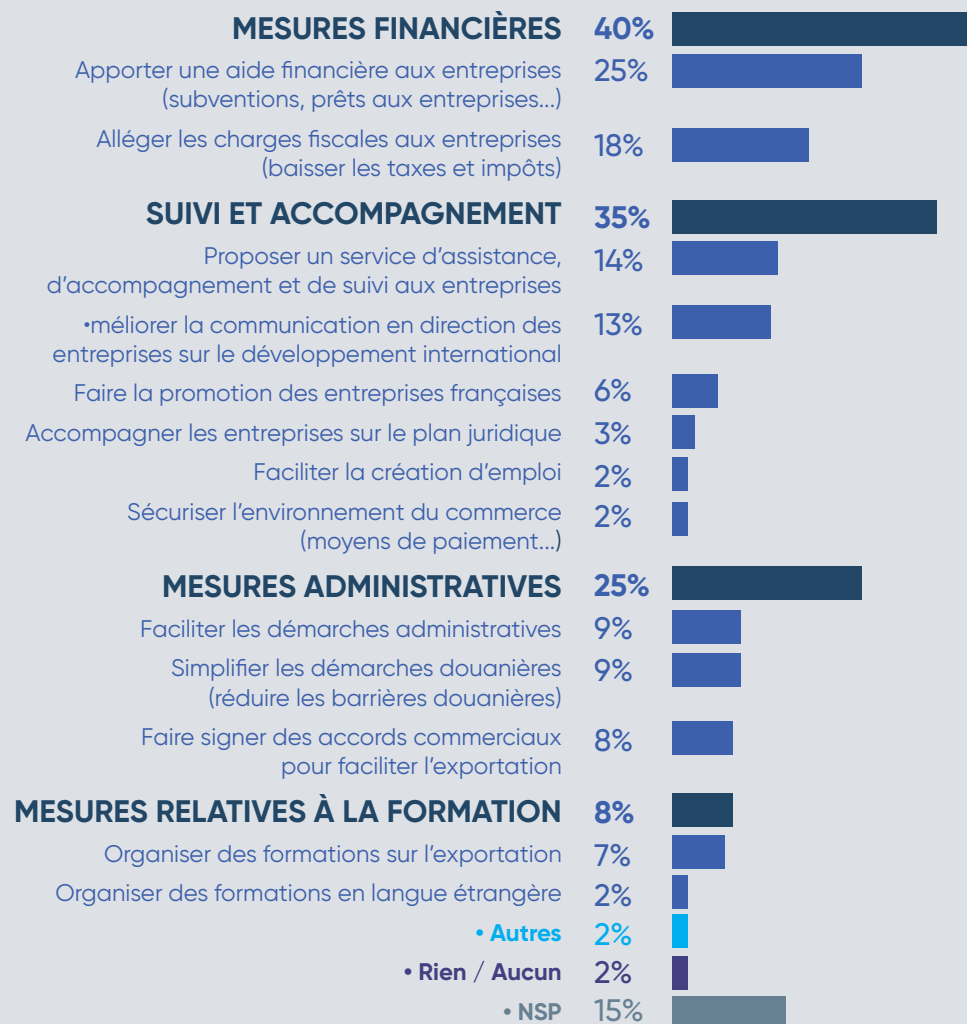 MESURES FINANCIÈRES 40%
Apporter une aide financière aux entreprises 25%
(subventions, prêts aux entreprises...)
Alléger les charges fiscales aux entreprises 18%
(baisser les taxes et impôts)
SUIVI ET ACCOMPAGNEMENT 35%
Proposer un service d’assistance, 14%
d’accompagnement et de suivi aux entreprises
•méliorer la communication en direction des 13%
entreprises sur le développement international
Faire la promotion des entreprises françaises 6%
Accompagner les entreprises sur le plan juridique 3%
Faciliter la création d’emploi 2%
Sécuriser l’environnement du commerce 2%
(moyens de paiement...)
MESURES ADMINISTRATIVES 25%
Faciliter les démarches administratives 9%
Simplifier les démarches douanières 9%
(réduire les barrières douanières)
Faire signer des accords commerciaux 8%
pour faciliter l’exportation
MESURES RELATIVES À LA FORMATION 8%
Organiser des formations sur l’exportation 7%
Organiser des formations en langue étrangère 2%
• Autres 2%
• Rien / Aucun 2%
• NSP 15%